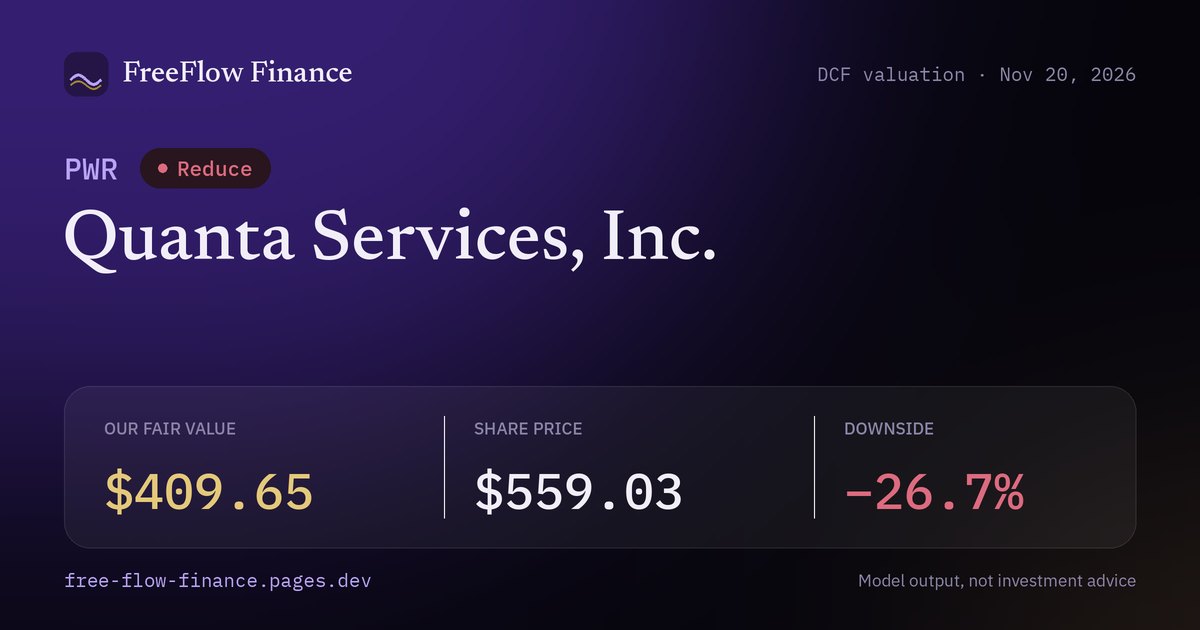 FreeFlow Finance
DCF valuation · Nov 20, 2026
PWR
Reduce
Quanta Services, Inc.
OUR FAIR VALUE
$409.65
SHARE PRICE
$559.03
DOWNSIDE
−26.7%
free-flow-finance.pages.dev
Model output, not investment advice